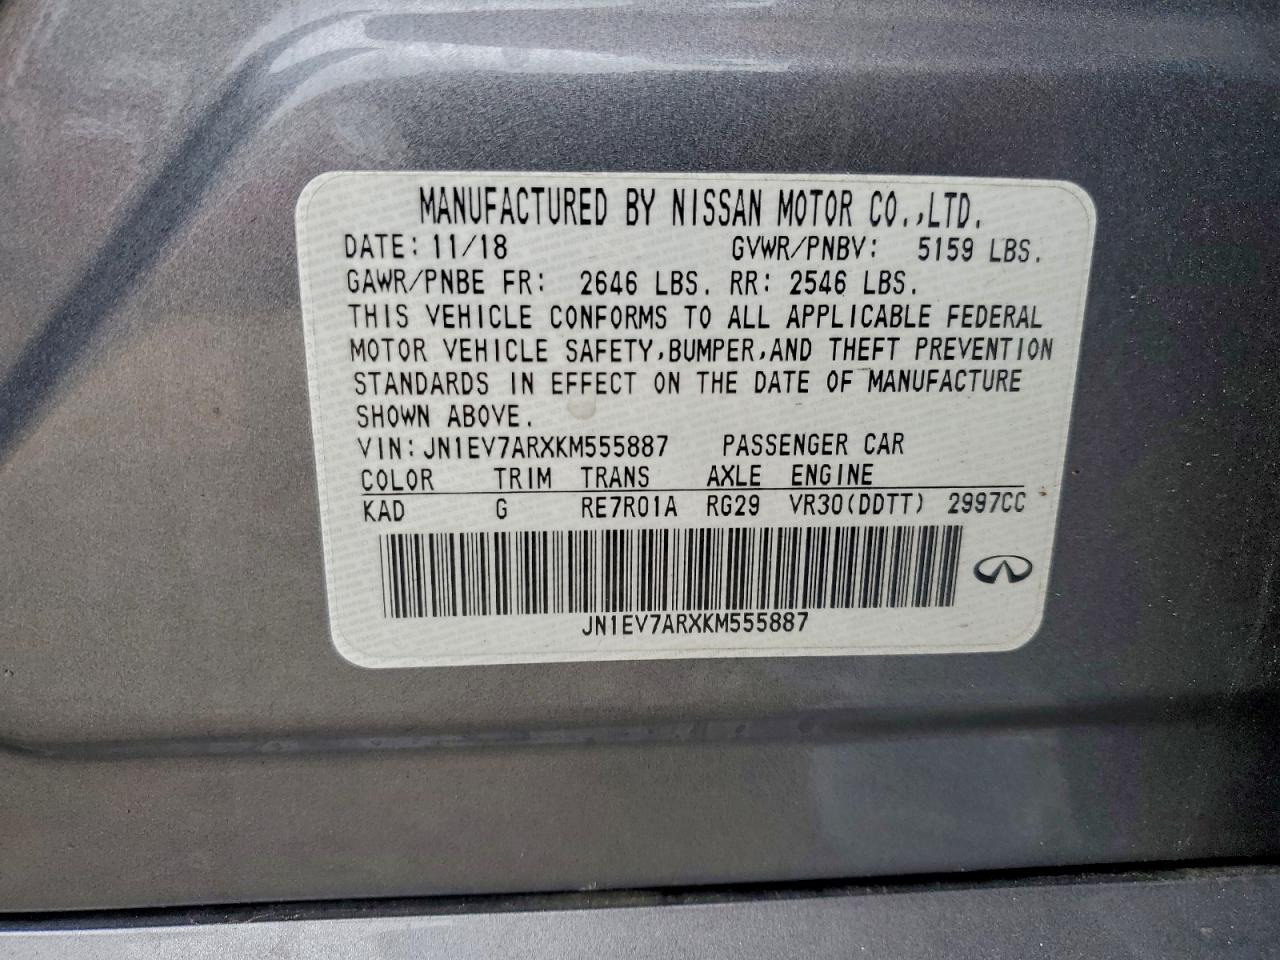 MANUFACTURED BY NISSAN MOTOR CO.,LTD.
DATE: 11/18 GVWR/PNBV: 5159 LBS.
GAWR/PNBE FR: 2646 LBS. RR: 2546 LBS.
THIS VEHICLE CONFORMS TO ALL APPLICABLE FEDERAL
MOTOR VEHICLE SAFETY,BUMPER,AND THEFT PREVENTION
STANDARDS IN EFFECT ON THE DATE OF MANUFACTURE
SHOWN ABOVE.
VIN:JN1EV7ARXKM555887 PASSENGER CAR
COLOR TRIM TRANS AXLE ENGINE
KAD G RE7R01A RG29 VR30(DDTT) 2997CC
JN1EV7ARXKM555887